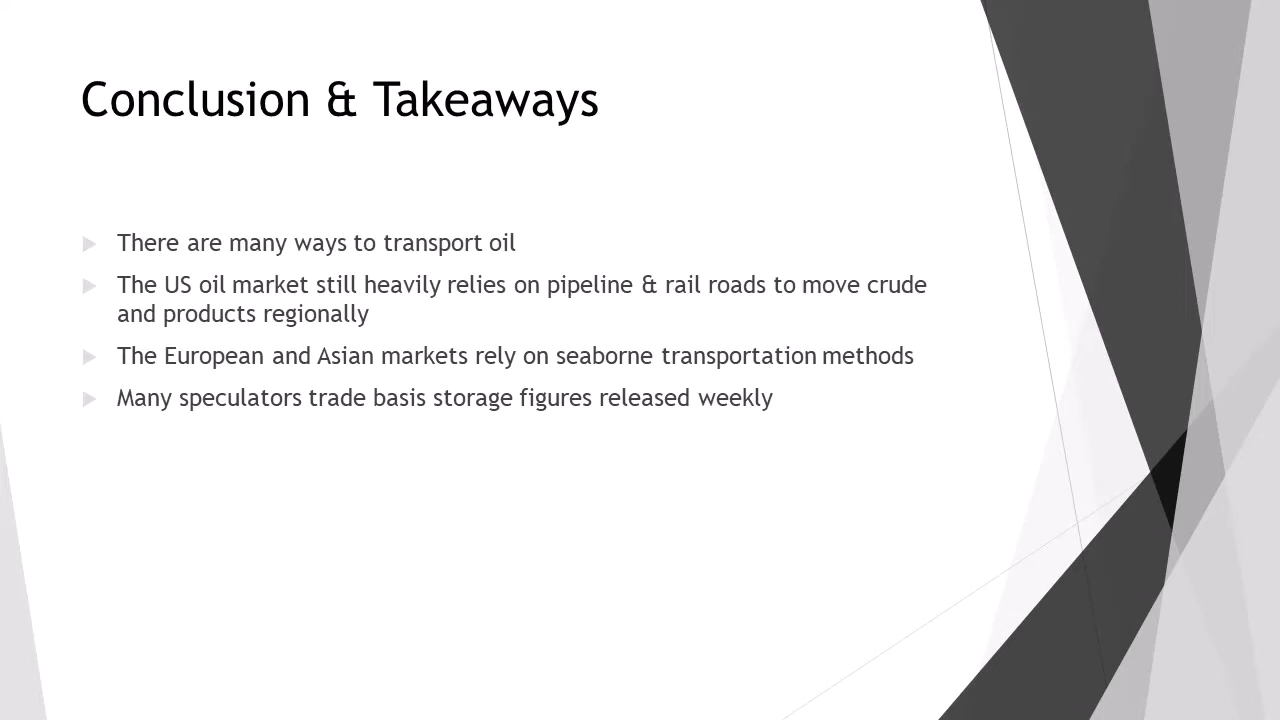 Conclusion & Takeaways
There are many ways to transport oil
The US oil market still heavily relies on pipeline & rail roads to move crude
and products regionally
The European and Asian markets rely on seaborne transportation methods
Many speculators trade basis storage figures released weekly